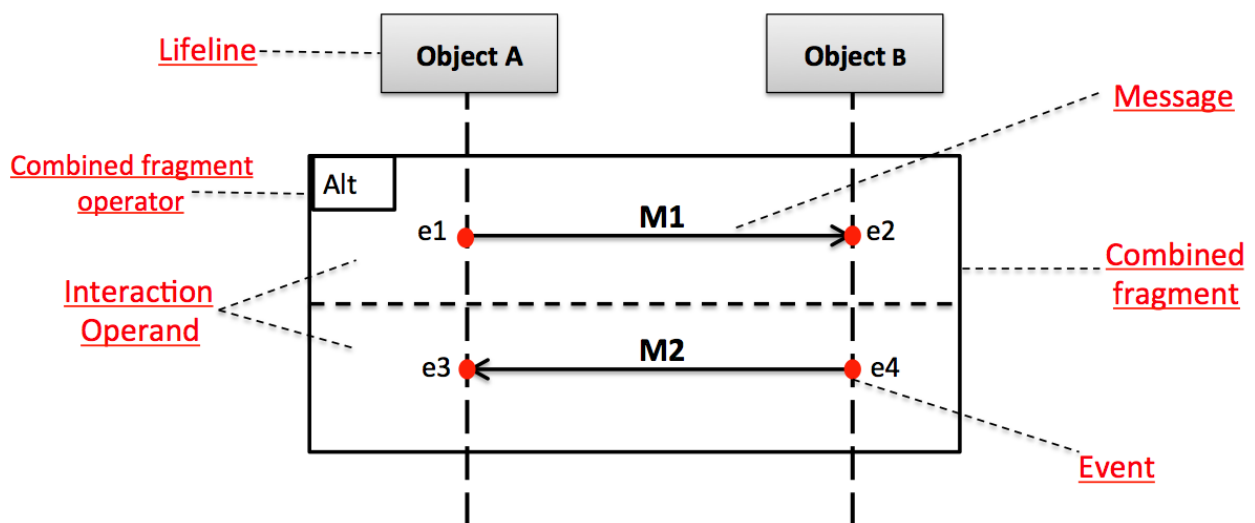 Lifeline
Object A
Object B
Message
Combined fragment
operator
Alt
M1
e1
e2
Combined
fragment
Interaction
Operand
M2
e3
e4
Event